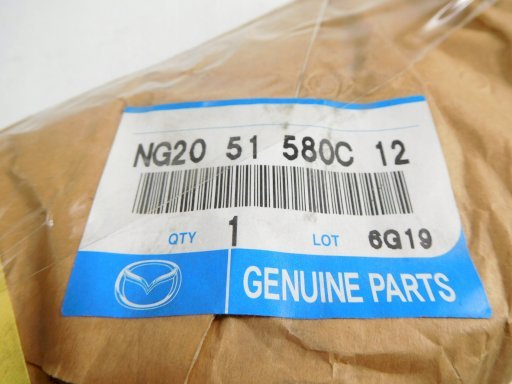 NG20 51 580C 12
QTY 1 LOT 6G19
GENUINE PARTS